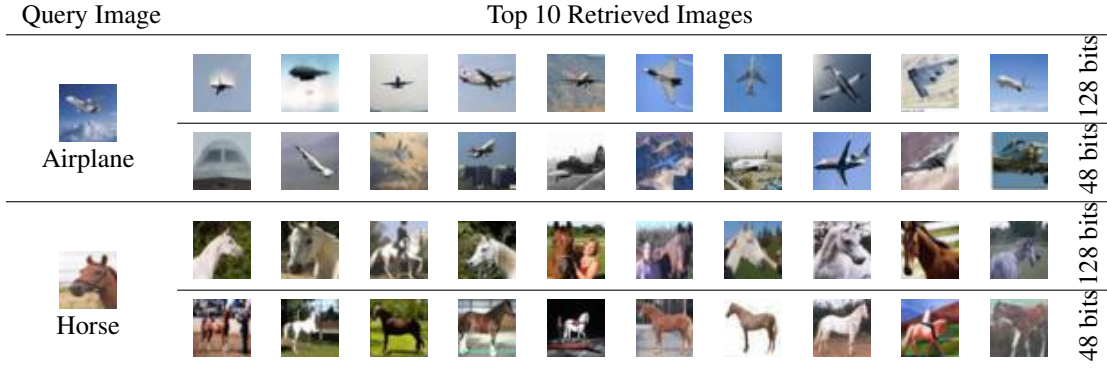 Query Image
Top 10 Retrieved Images
Airplane
128 bits
48 bits
Horse
128 bits
48 bits